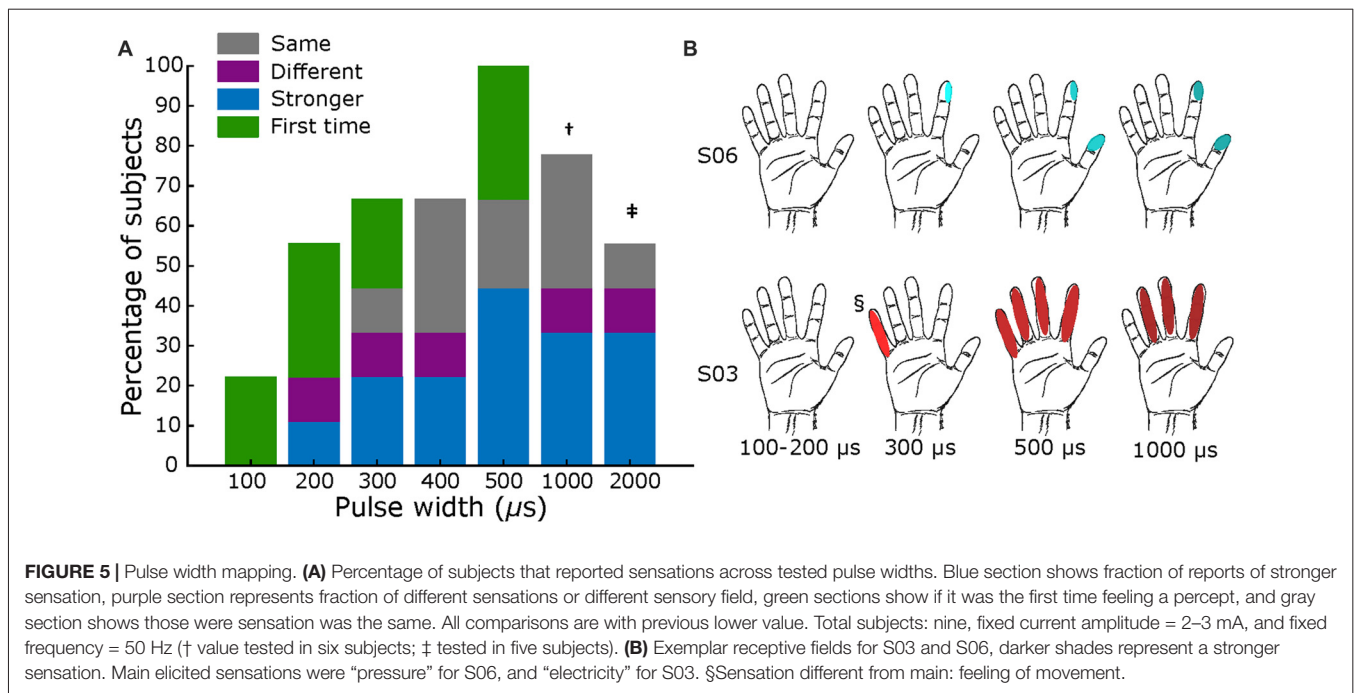 A
Same
Different
Stronger
First time
100
90
80
70
60
50
40
30
20
10
0
Percentage of subjects
†
‡
100 200 300 400 500 1000 2000
Pulse width (µs)
B
S06
§
S03
100-200 µs 300 µs 500 µs 1000 µs
FIGURE 5 | Pulse width mapping. (A) Percentage of subjects that reported sensations across tested pulse widths. Blue section shows fraction of reports of stronger
sensation, purple section represents fraction of different sensations or different sensory field, green sections show if it was the first time feeling a percept, and gray
section shows those were sensation was the same. All comparisons are with previous lower value. Total subjects: nine, fixed current amplitude = 2–3 mA, and fixed
frequency = 50 Hz († value tested in six subjects; ‡ tested in five subjects). (B) Exemplar receptive fields for S03 and S06, darker shades represent a stronger
sensation. Main elicited sensations were “pressure” for S06, and “electricity” for S03. §Sensation different from main: feeling of movement.